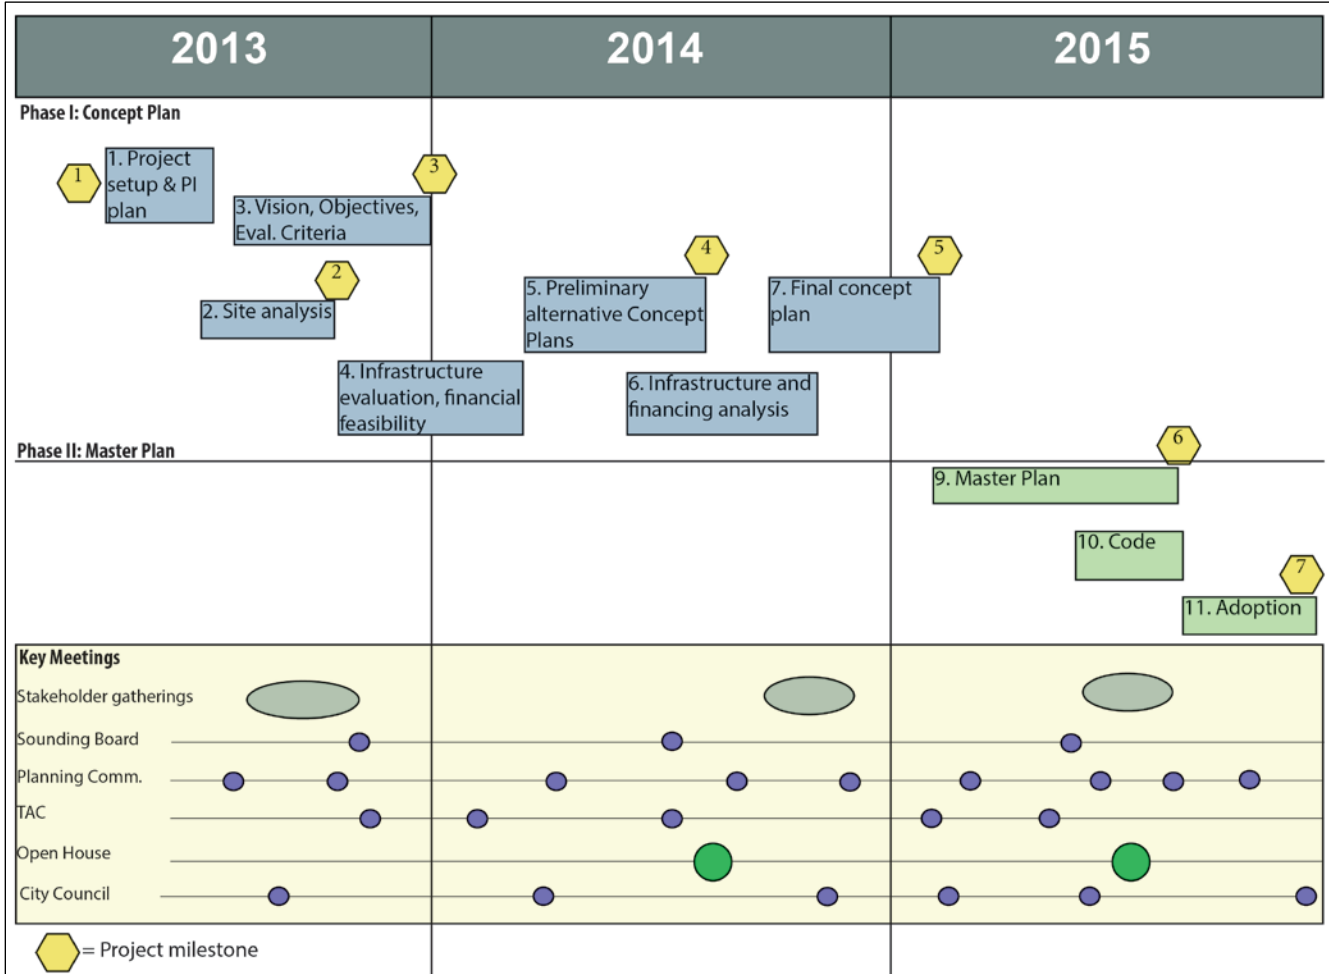 2013
2014
2015
Phase I: Concept Plan
1
1. Project
setup & PI
plan
3
3. Vision, Objectives,
Eval. Criteria
2
2. Site analysis
4
5. Preliminary
alternative Concept
Plans
5
7. Final concept
plan
4. Infrastructure
evaluation, financial
feasibility
6. Infrastructure and
financing analysis
Phase II: Master Plan
6
9. Master Plan
10. Code
7
11. Adoption
Key Meetings
Stakeholder gatherings
Sounding Board
Planning Comm.
TAC
Open House
City Council
= Project milestone